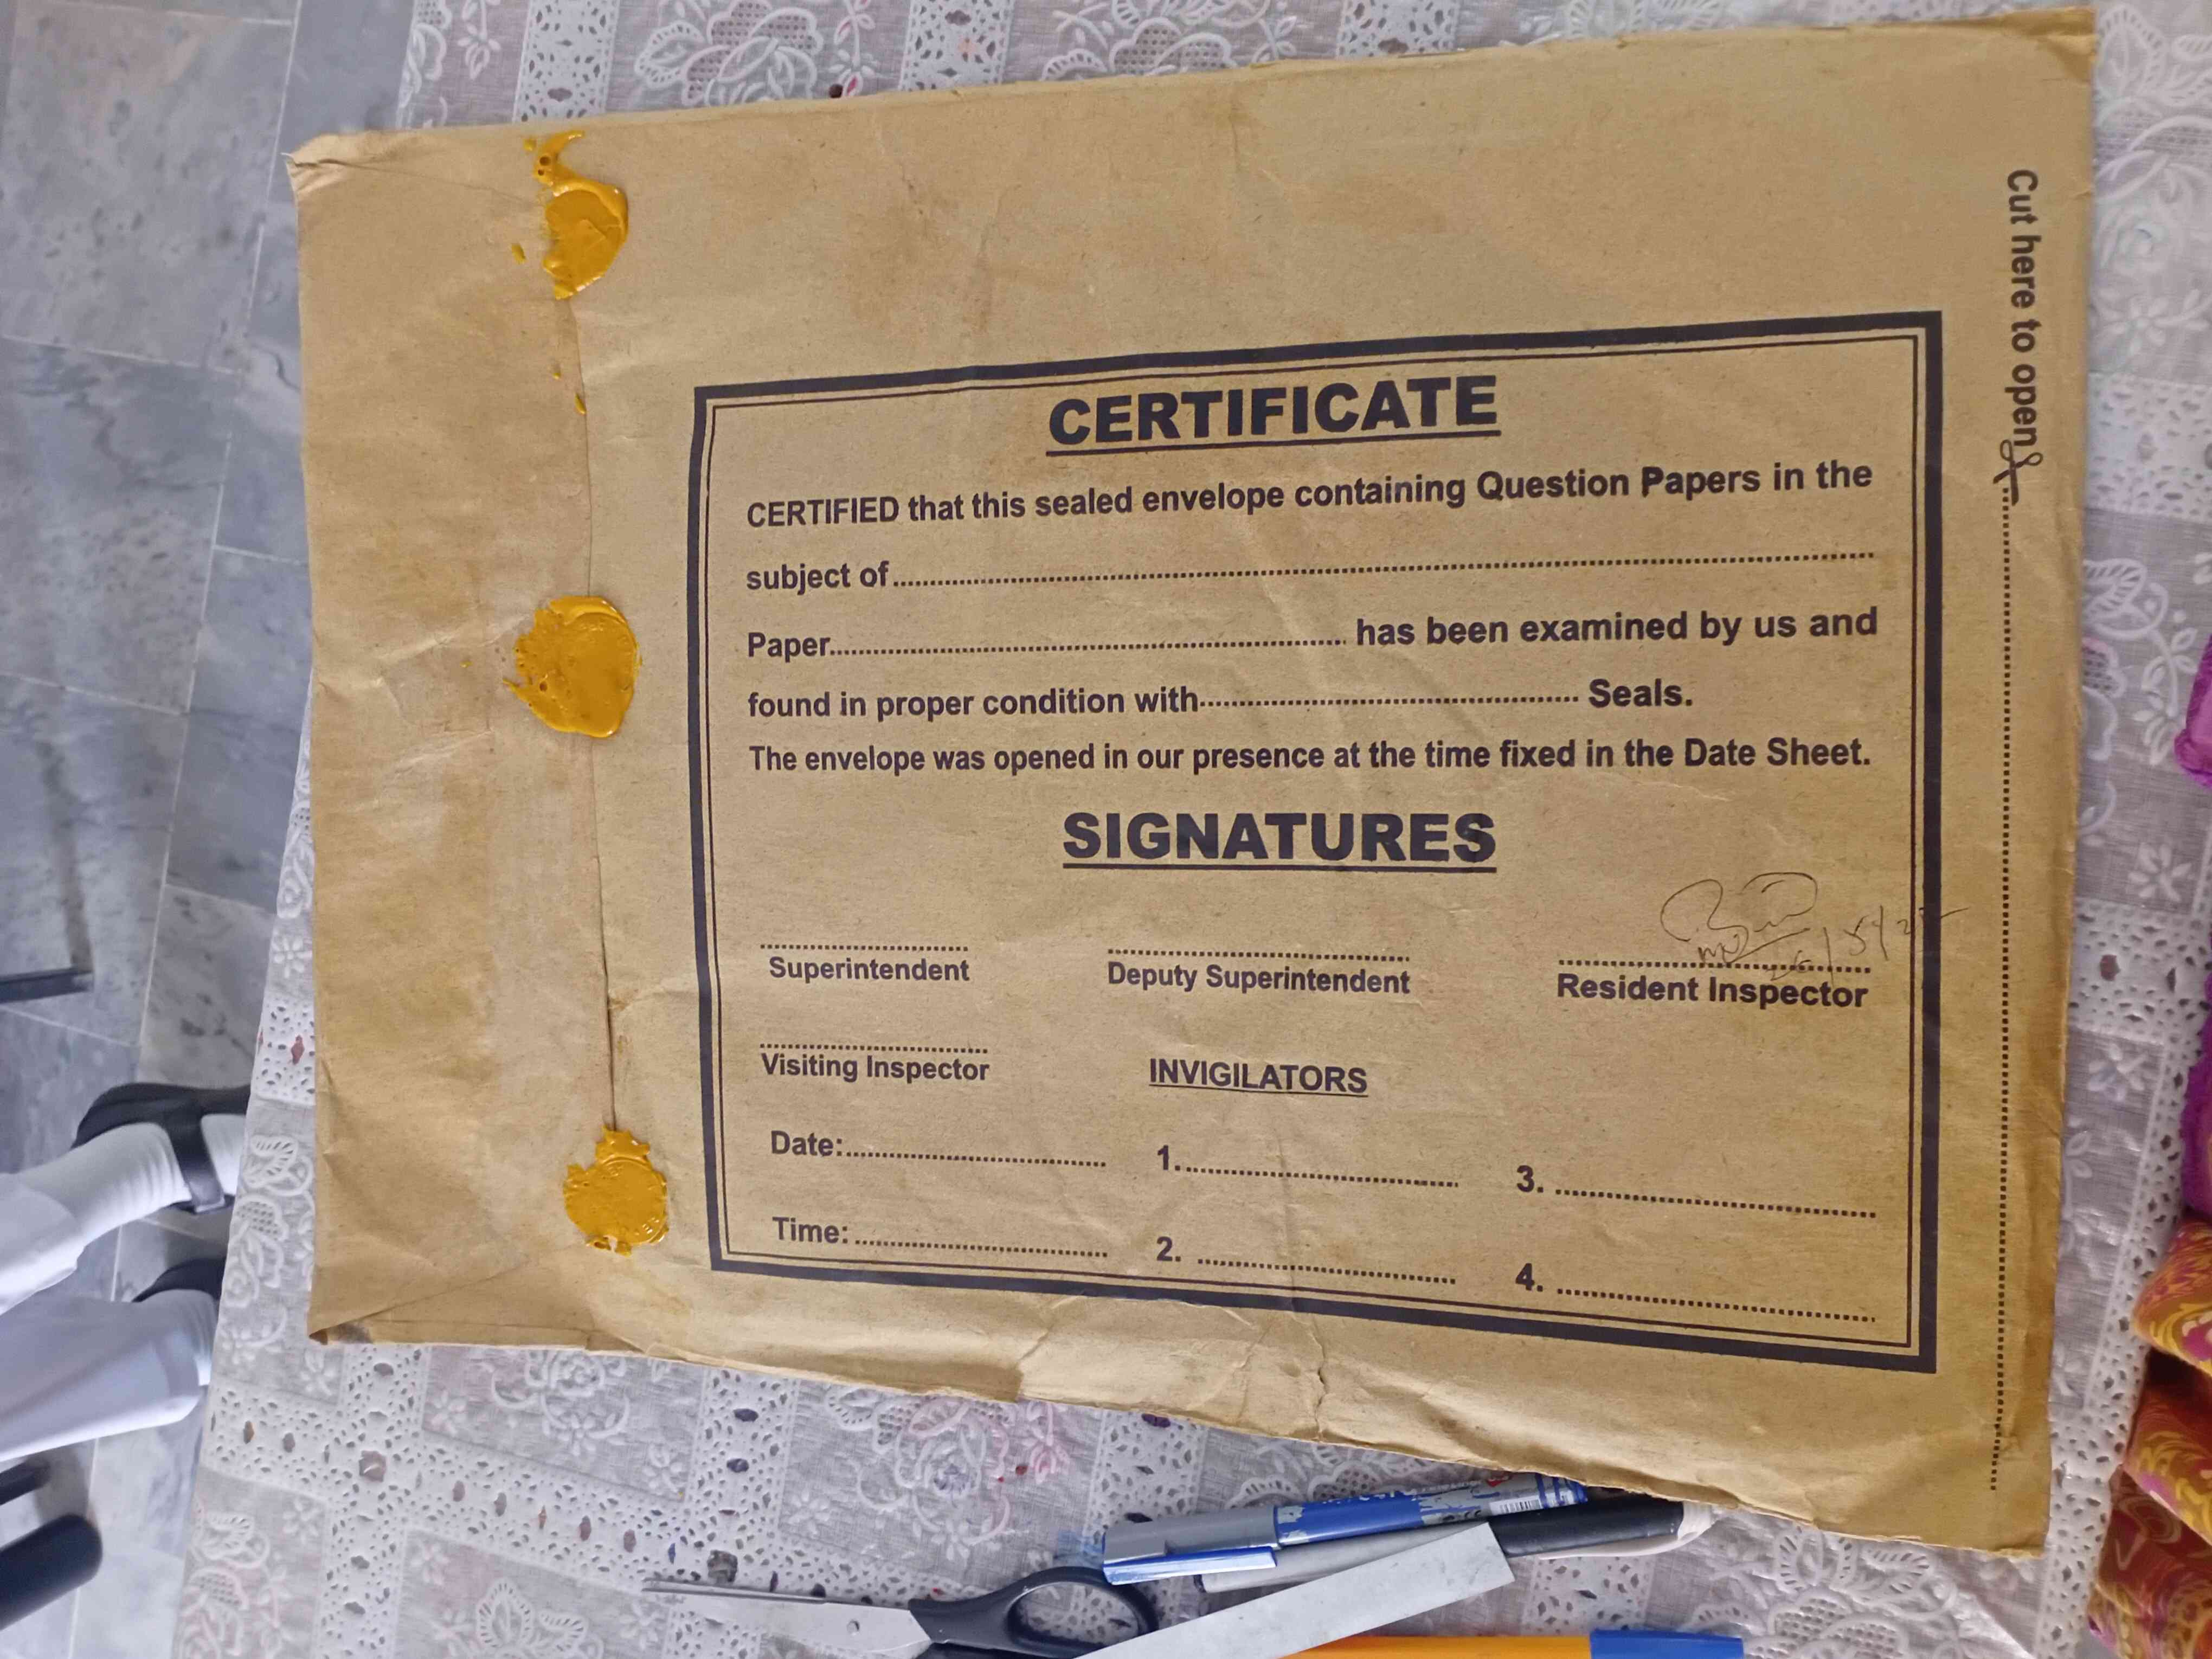 Cut here to open
CERTIFICATE
CERTIFIED that this sealed envelope containing Question Papers in the
subject of................................................................
Paper........................................ has been examined by us and
found in proper condition with.............................. Seals.
The envelope was opened in our presence at the time fixed in the Date Sheet.
SIGNATURES
Superintendent Deputy Superintendent Resident Inspector
Visiting Inspector INVIGILATORS
Date:.................... 1..................... 3. .....................
Time: .................... 2. .................... 4. .....................